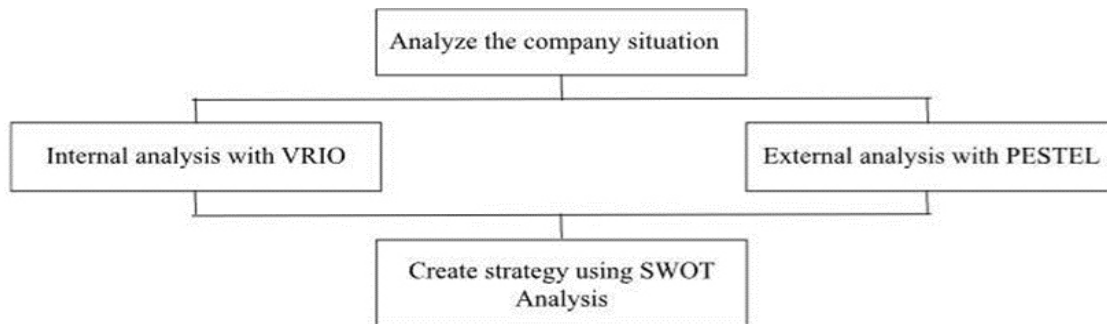 Analyze the company situation
Internal analysis with VRIO
External analysis with PESTEL
Create strategy using SWOT
Analysis